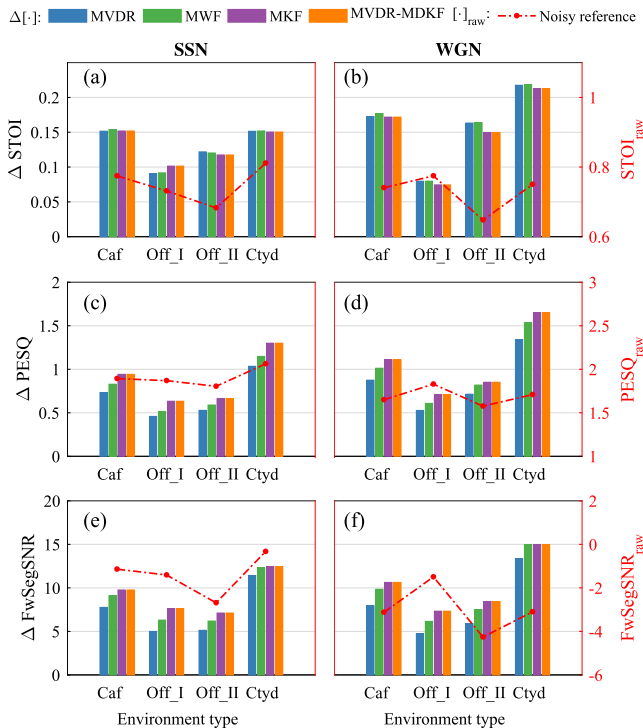 Δ[·]: MVDR MWF MKF MVDR-MDKF [·]raw: Noisy reference
SSN WGN
(a) (b)
Δ STOI
0.2
0.15
0.1
0.05
0
Caf Off_I Off_II Ctyd
Caf Off_I Off_II Ctyd
1
0.8
0.6
STOIraw
(c) (d)
Δ PESQ
2
1.5
1
0.5
0
Caf Off_I Off_II Ctyd
Caf Off_I Off_II Ctyd
3
2.5
2
1.5
1
PESQraw
(e) (f)
Δ FwSegSNR
20
15
10
5
0
Caf Off_I Off_II Ctyd
Caf Off_I Off_II Ctyd
2
0
-2
-4
-6
FwSegSNRraw
Environment type Environment type